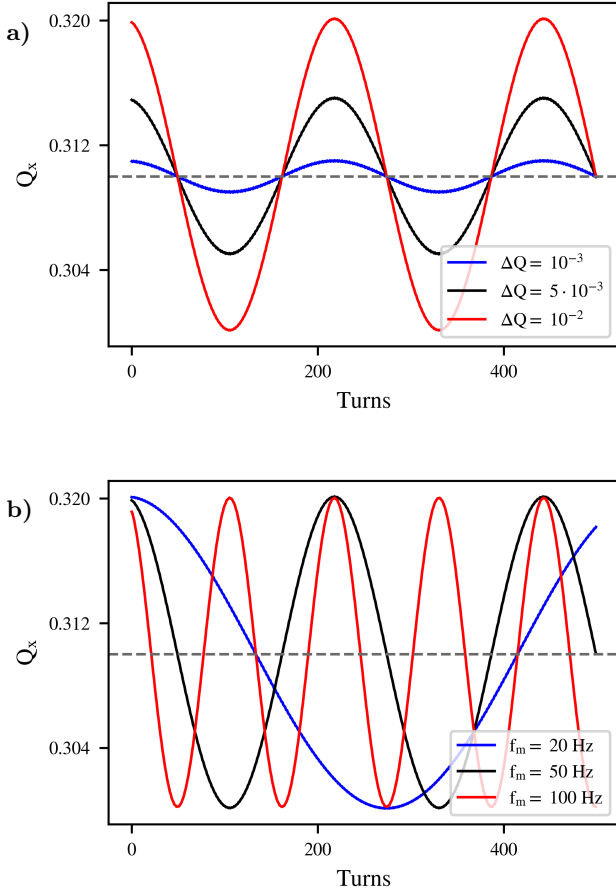 a)
0.320
0.312
0.304
Qₓ
ΔQ = 10⁻³
ΔQ = 5 · 10⁻³
ΔQ = 10⁻²
0
200
400
Turns
b)
0.320
0.312
0.304
Qₓ
fₘ = 20 Hz
fₘ = 50 Hz
fₘ = 100 Hz
0
200
400
Turns